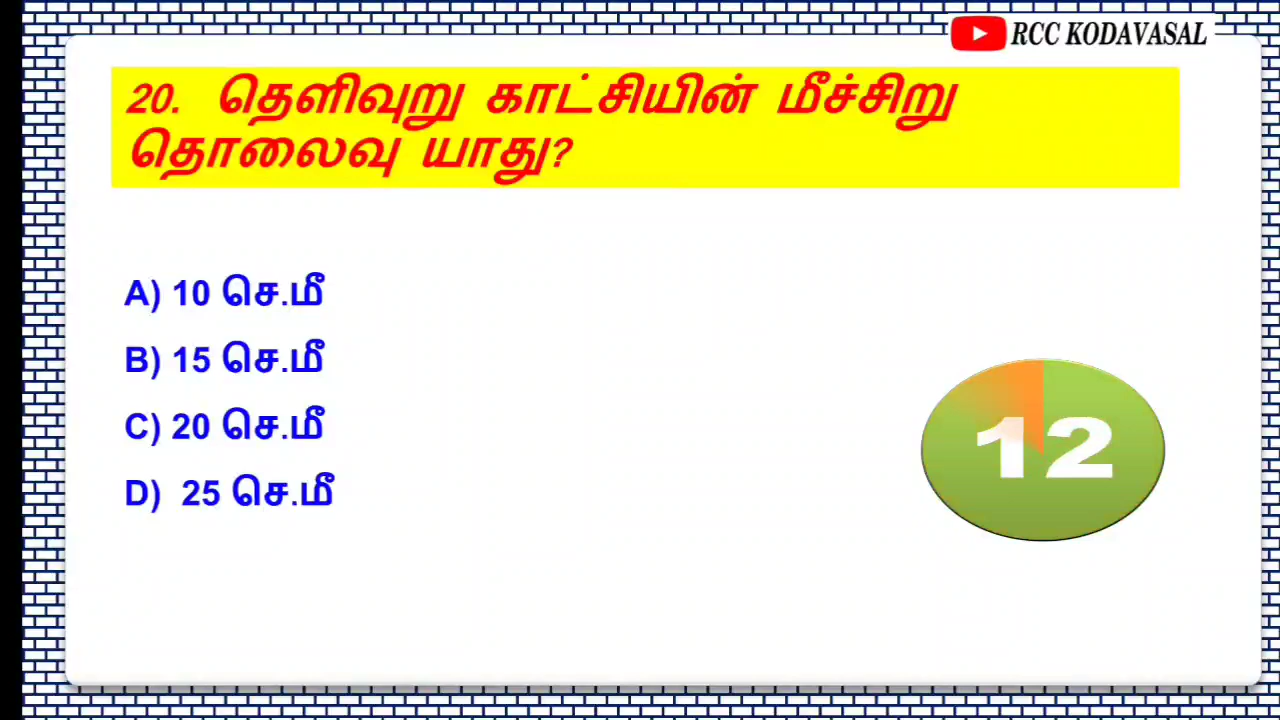 RCC KODAVASAL
20. தெளிவுறு காட்சியின் மீச்சிறு
தொலைவு யாது?
A) 10 செ.மீ
B) 15 செ.மீ
C) 20 செ.மீ
D) 25 செ.மீ
12